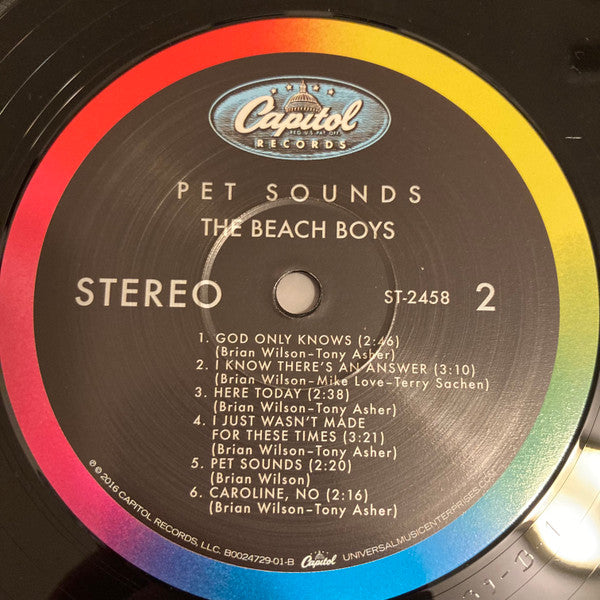 Capitol
REG. U.S. PAT. OFF.
RECORDS
PET SOUNDS
THE BEACH BOYS
STEREO
ST-2458 2
1. GOD ONLY KNOWS (2:46)
(Brian Wilson–Tony Asher)
2. I KNOW THERE'S AN ANSWER (3:10)
(Brian Wilson–Mike Love–Terry Sachen)
3. HERE TODAY (2:38)
(Brian Wilson–Tony Asher)
4. I JUST WASN'T MADE
FOR THESE TIMES (3:21)
(Brian Wilson–Tony Asher)
5. PET SOUNDS (2:20)
(Brian Wilson)
6. CAROLINE, NO (2:16)
(Brian Wilson–Tony Asher)
℗ © 2016 CAPITOL RECORDS, LLC. B0024729-01-B Capitol UNIVERSALMUSICENTERPRISES.COM